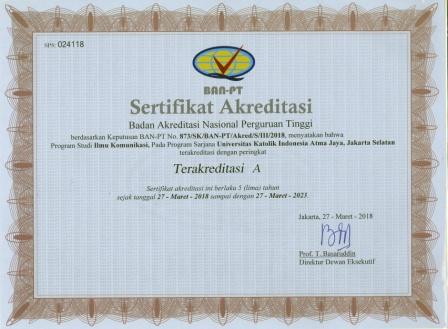 SPN: 024118
BAN-PT
Sertifikat Akreditasi
Badan Akreditasi Nasional Perguruan Tinggi
berdasarkan Keputusan BAN-PT No. 873/SK/BAN-PT/Akred/S/III/2018, menyatakan bahwa
Program Studi Ilmu Komunikasi, Pada Program Sarjana Universitas Katolik Indonesia Atma Jaya, Jakarta Selatan
terakreditasi dengan peringkat
Terakreditasi A
Sertifikat akreditasi ini berlaku 5 (lima) tahun
sejak tanggal 27 - Maret - 2018 sampai dengan 27 - Maret - 2023.
Jakarta, 27 - Maret - 2018
Prof. T. Basaruddin
Direktur Dewan Eksekutif